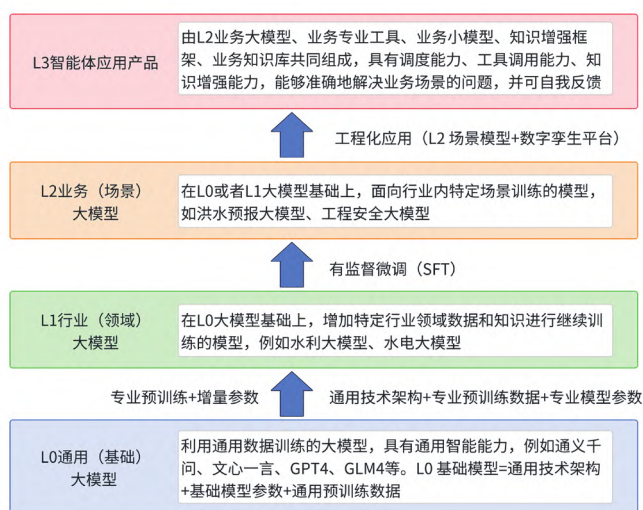 L3智能体应用产品
由L2业务大模型、业务专业工具、业务小模型、知识增强框
架、业务知识库共同组成，具有调度能力、工具调用能力、知
识增强能力，能够准确地解决业务场景的问题，并可自我反馈
工程化应用（L2 场景模型+数字孪生平台）
L2业务（场景）
大模型
在L0或者L1大模型基础上，面向行业内特定场景训练的模型，
如洪水预报大模型、工程安全大模型
有监督微调（SFT）
L1行业（领域）
大模型
在L0大模型基础上，增加特定行业领域数据和知识进行继续训
练的模型，例如水利大模型、水电大模型
专业预训练+增量参数
通用技术架构+专业预训练数据+专业模型参数
L0通用（基础）
大模型
利用通用数据训练的大模型，具有通用智能能力，例如通义千
问、文心一言、GPT4、GLM4等。L0 基础模型=通用技术架构
+基础模型参数+通用预训练数据